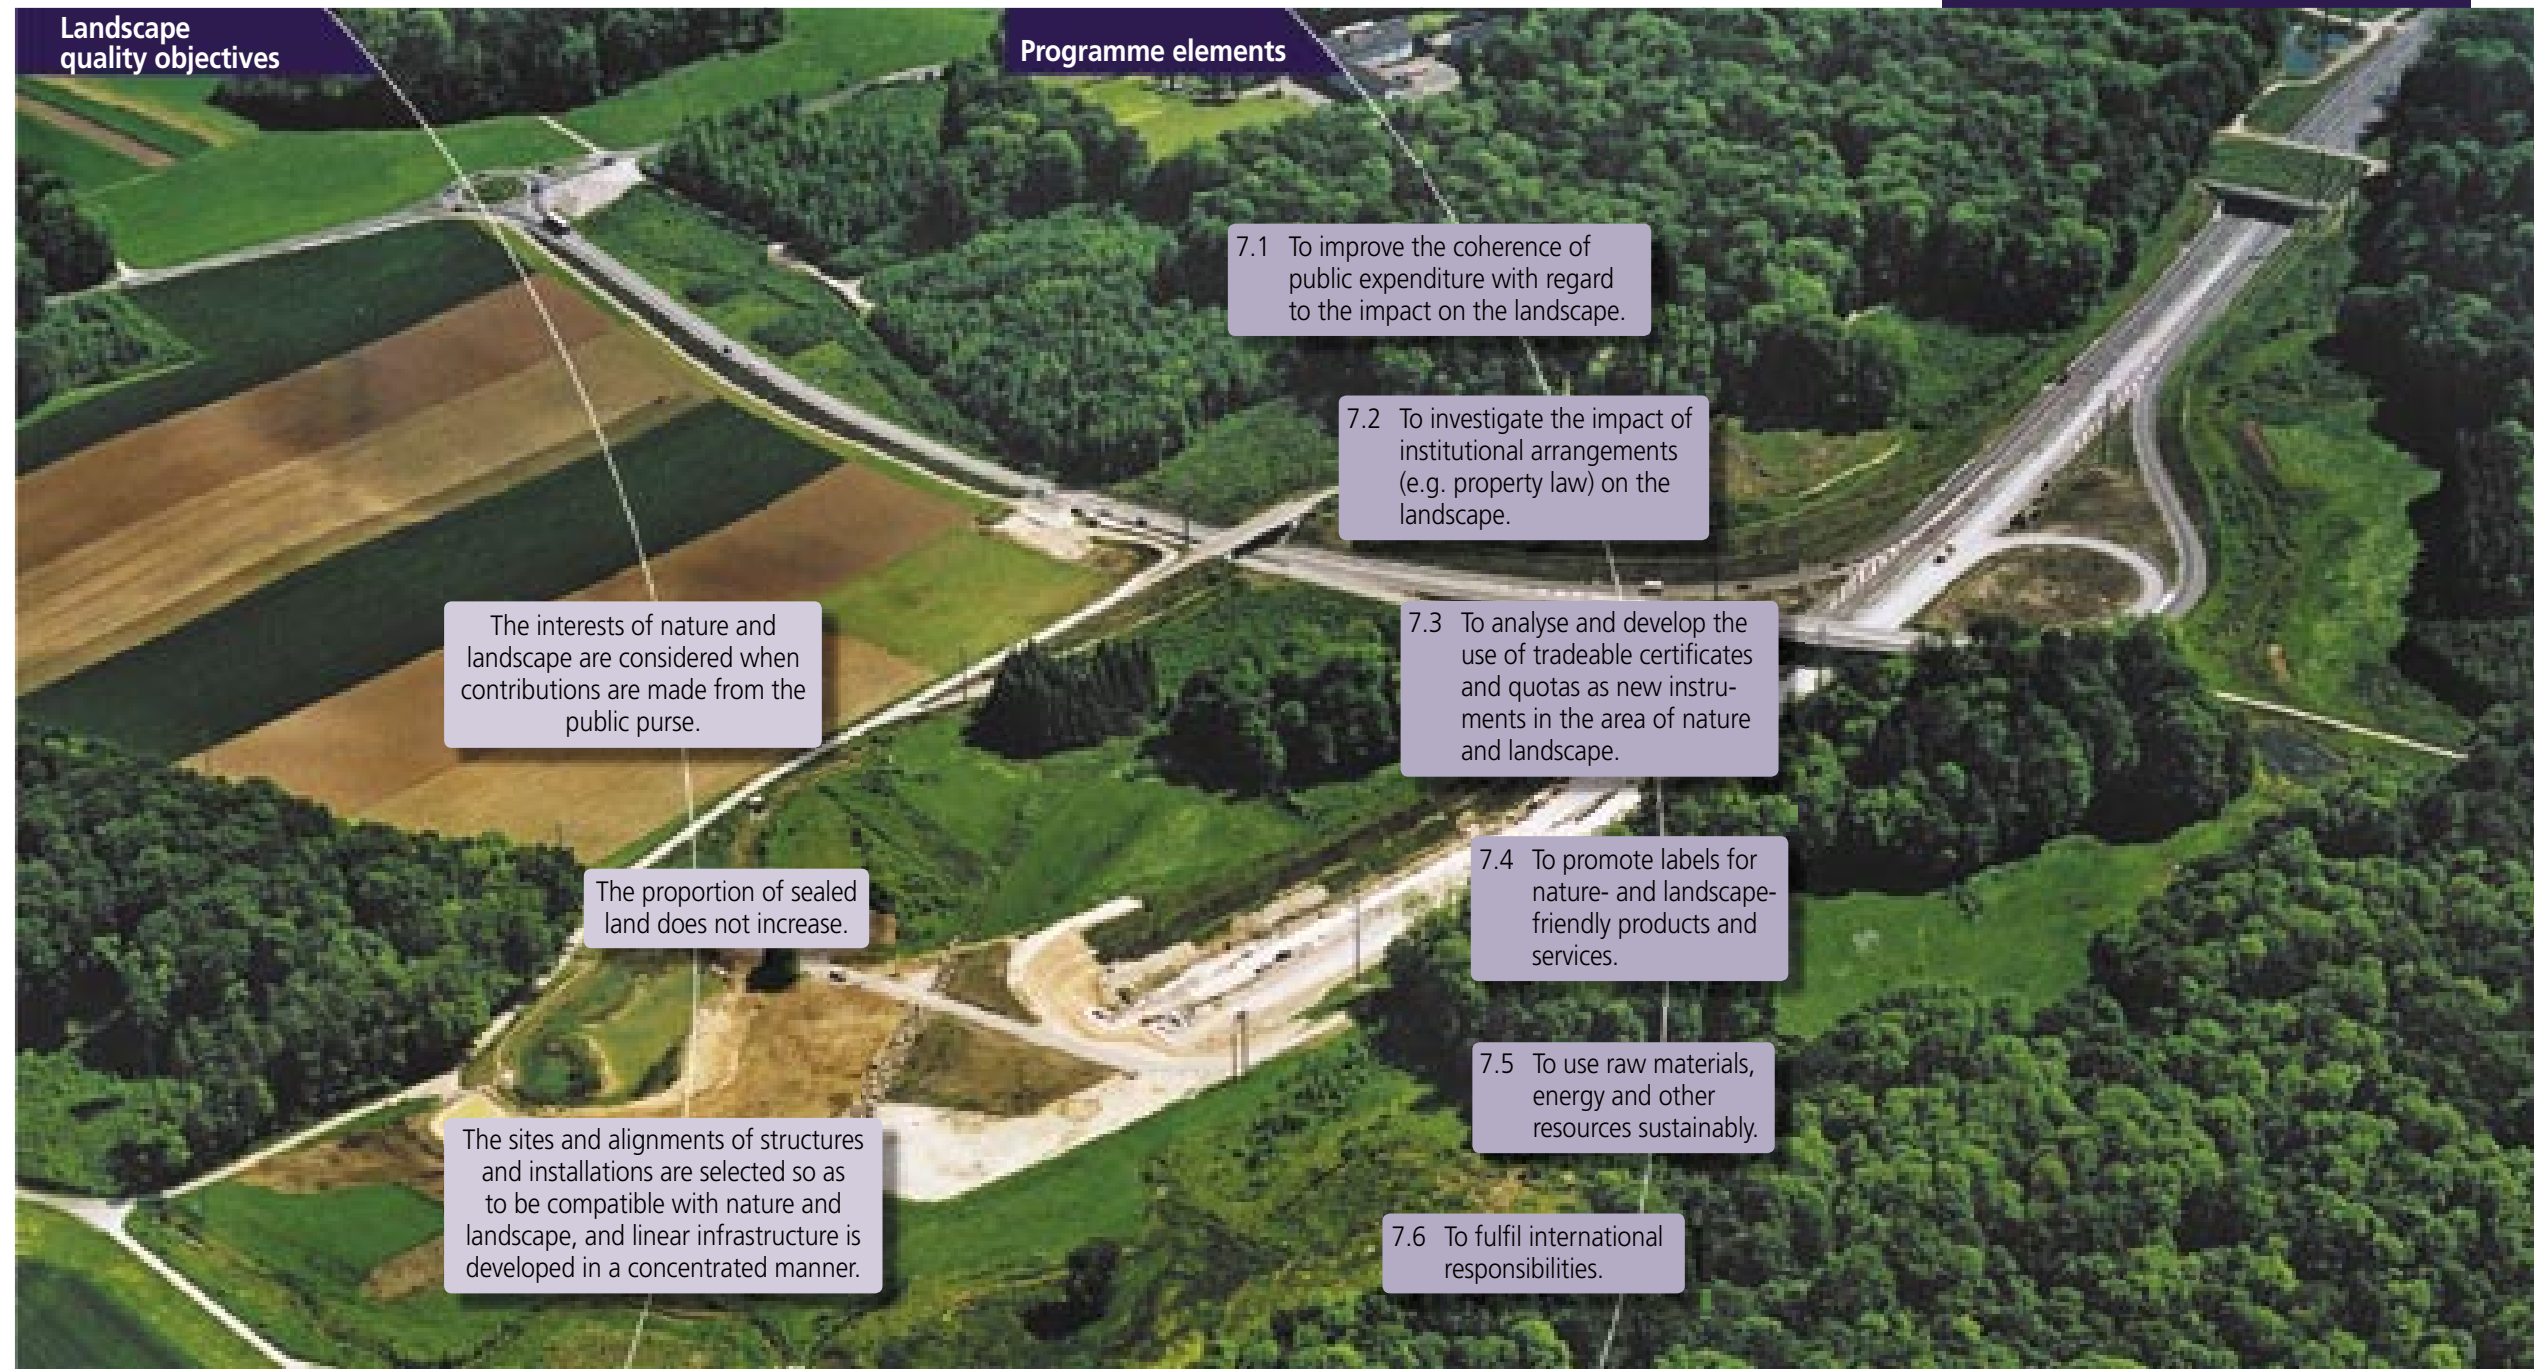 Landscape
quality objectives
The interests of nature and
landscape are considered when
contributions are made from the
public purse.
The proportion of sealed
land does not increase.
The sites and alignments of structures
and installations are selected so as
to be compatible with nature and
landscape, and linear infrastructure is
developed in a concentrated manner.
Programme elements
7.1 To improve the coherence of
public expenditure with regard
to the impact on the landscape.
7.2 To investigate the impact of
institutional arrangements
(e.g. property law) on the
landscape.
7.3 To analyse and develop the
use of tradeable certificates
and quotas as new instru-
ments in the area of nature
and landscape.
7.4 To promote labels for
nature- and landscape-
friendly products and
services.
7.5 To use raw materials,
energy and other
resources sustainably.
7.6 To fulfil international
responsibilities.